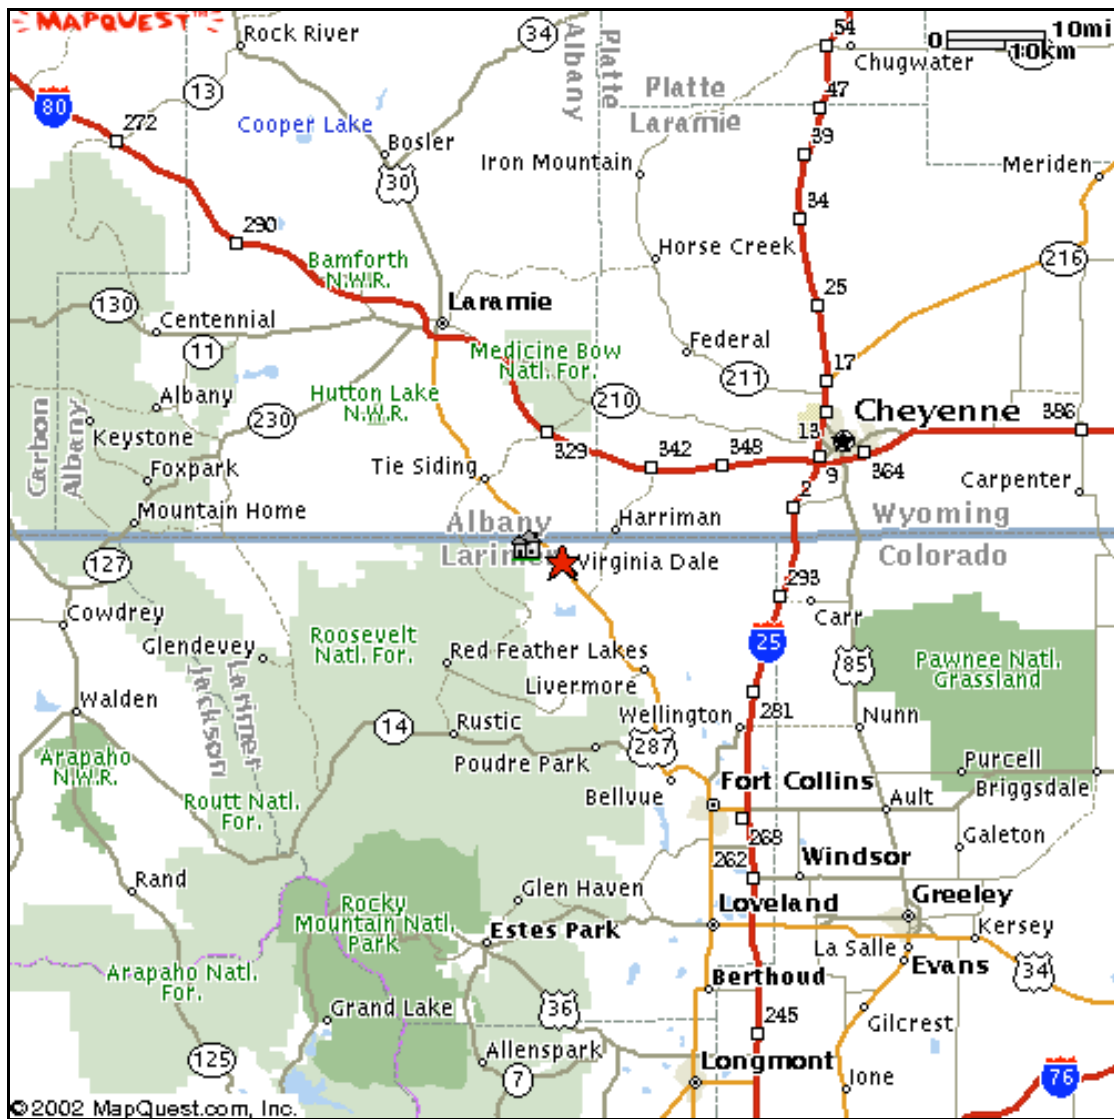 MAPQUEST™
Rock River
34
Albany
Platte
54
0
10mi
10km
Chugwater
80
13
272
Cooper Lake
Bosler
Platte
Laramie
47
39
Iron Mountain
Meriden
30
34
290
Bamforth
N.W.R.
Horse Creek
216
25
130
Centennial
Laramie
11
Medicine Bow
Natl. For.
Federal
17
211
Albany
Hutton Lake
N.W.R.
210
230
Keystone
Carbon
Albany
Cheyenne
386
13
329
342
348
9
364
Foxpark
Tie Siding
Carpenter
2
Mountain Home
Albany
Harriman
Wyoming
Larimer
Virginia Dale
Colorado
127
293
Cowdrey
Carr
Roosevelt
Natl. For.
Glendevey
Red Feather Lakes
25
85
Pawnee Natl.
Grassland
Larimer
Jackson
Livermore
Walden
14
Rustic
Wellington
281
Nunn
287
Arapaho
N.W.R.
Poudre Park
Purcell
Bellvue
Fort Collins
Briggsdale
Routt Natl.
For.
Ault
268
Galeton
262
Windsor
Rand
Glen Haven
Greeley
Rocky
Mountain Natl.
Park
Loveland
Estes Park
Kersey
La Salle
Evans
34
Arapaho Natl.
For.
Berthoud
Grand Lake
36
245
Gilcrest
125
Allenspark
Longmont
7
Ione
76
©2002 MapQuest.com, Inc.